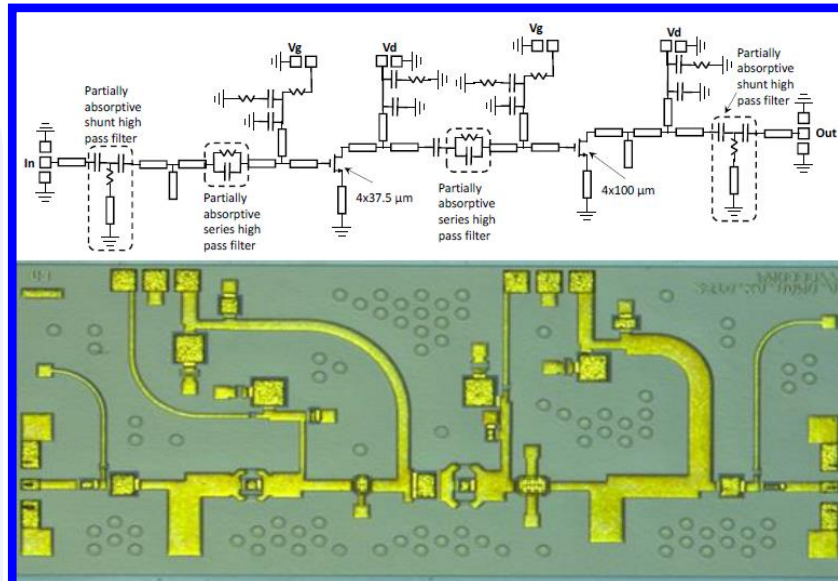 Vg
Vd
Vg
Vd
Partially
absorptive
shunt high
pass filter
Partially
absorptive
shunt high
pass filter
In
Out
4x37.5 µm
4x100 µm
Partially
absorptive
series high
pass filter
Partially
absorptive
series high
pass filter